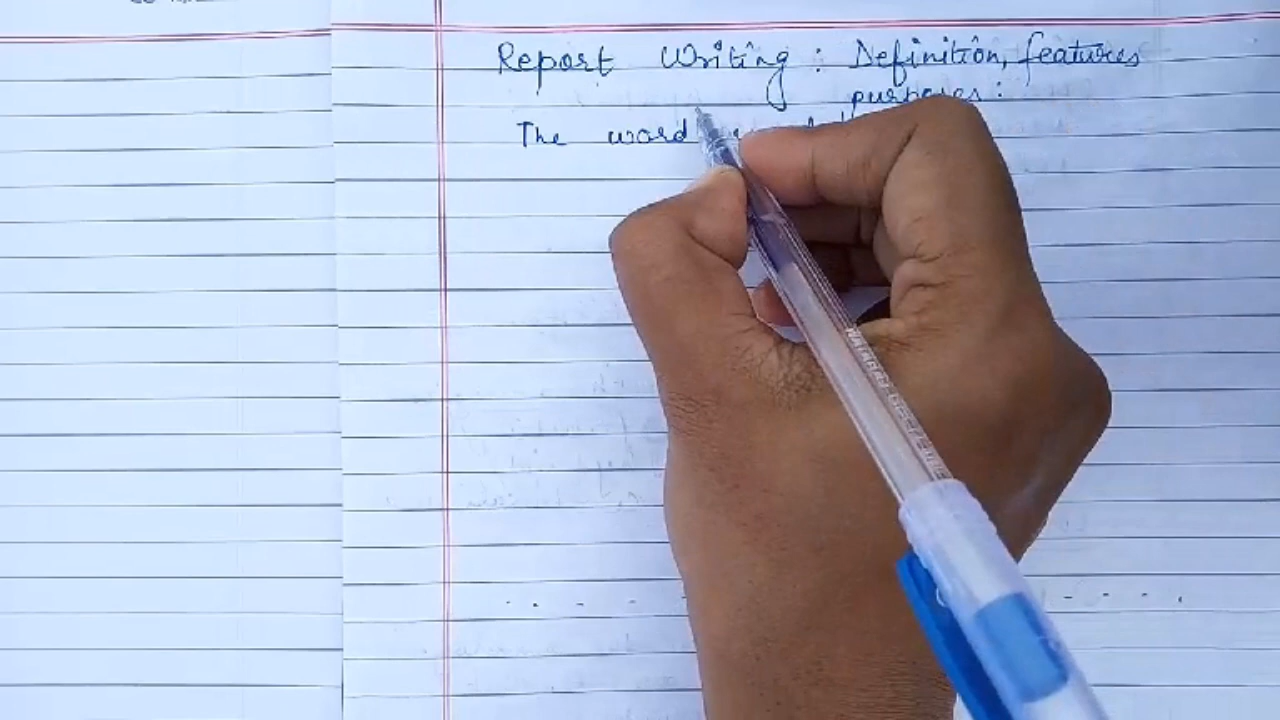 Report Writing : Definition, features
purposes :
The word